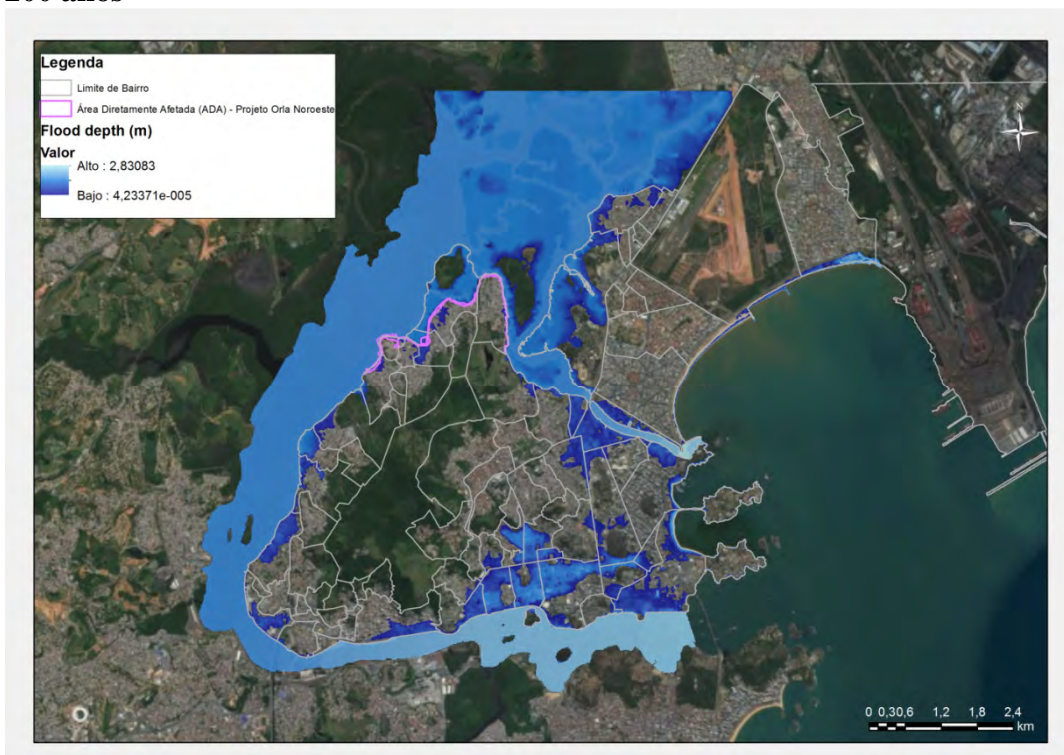 200 anos
Legenda
Limite de Bairro
Área Diretamente Afetada (ADA) - Projeto Orla Noroeste
Flood depth (m)
Valor
Alto : 2,83083
Bajo : 4,23371e-005
N
0 0,30,6 1,2 1,8 2,4
km